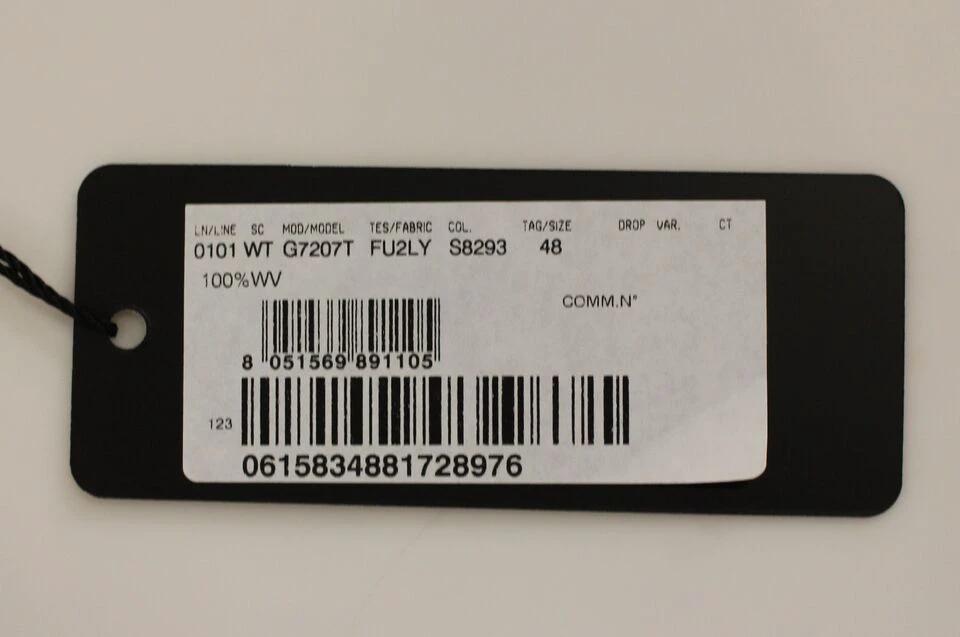 LN/LINE SC MOD/MODEL TES/FABRIC COL. TAG/SIZE DROP VAR. CT
0101 WT G7207T FU2LY S8293 48
100%WV
COMM.N°
8 051569 891105
123
0615834881728976